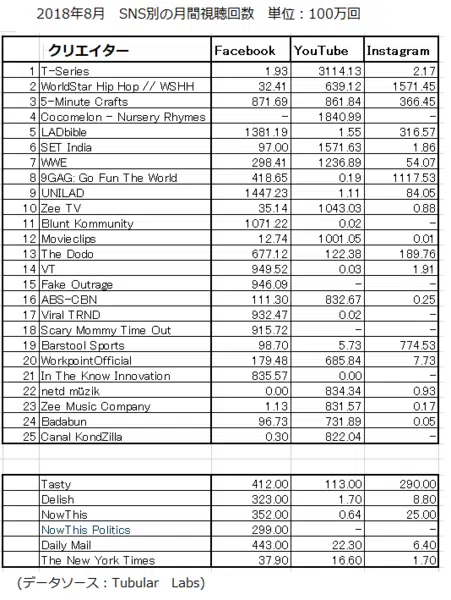 2018年8月　SNS別の月間視聴回数　単位：100万回
クリエイター Facebook YouTube Instagram
1 T-Series 1.93 3114.13 2.17
2 WorldStar Hip Hop // WSHH 32.41 639.12 1571.45
3 5-Minute Crafts 871.69 861.84 366.45
4 Cocomelon - Nursery Rhymes - 1840.99 -
5 LADbible 1381.19 1.55 316.57
6 SET India 97.00 1571.63 1.86
7 WWE 298.41 1236.89 54.07
8 9GAG: Go Fun The World 418.65 0.19 1117.53
9 UNILAD 1447.23 1.11 84.05
10 Zee TV 35.14 1043.03 0.88
11 Blunt Kommunity 1071.22 0.02 -
12 Movieclips 12.74 1001.05 0.01
13 The Dodo 677.12 122.38 189.76
14 VT 949.52 0.03 1.91
15 Fake Outrage 946.09 - -
16 ABS-CBN 111.30 832.67 0.25
17 Viral TRND 932.47 0.02 -
18 Scary Mommy Time Out 915.72 - -
19 Barstool Sports 98.70 5.73 774.53
20 WorkpointOfficial 179.48 685.84 7.73
21 In The Know Innovation 835.57 0.00 -
22 netd müzik 0.00 834.34 0.93
23 Zee Music Company 1.13 831.57 0.17
24 Badabun 96.73 731.89 0.05
25 Canal KondZilla 0.30 822.04 -
Tasty 412.00 113.00 290.00
Delish 323.00 1.70 8.80
NowThis 352.00 0.64 25.00
NowThis Politics 299.00 - -
Daily Mail 443.00 22.30 6.40
The New York Times 37.90 16.60 1.70
(データソース：Tubular　Labs)